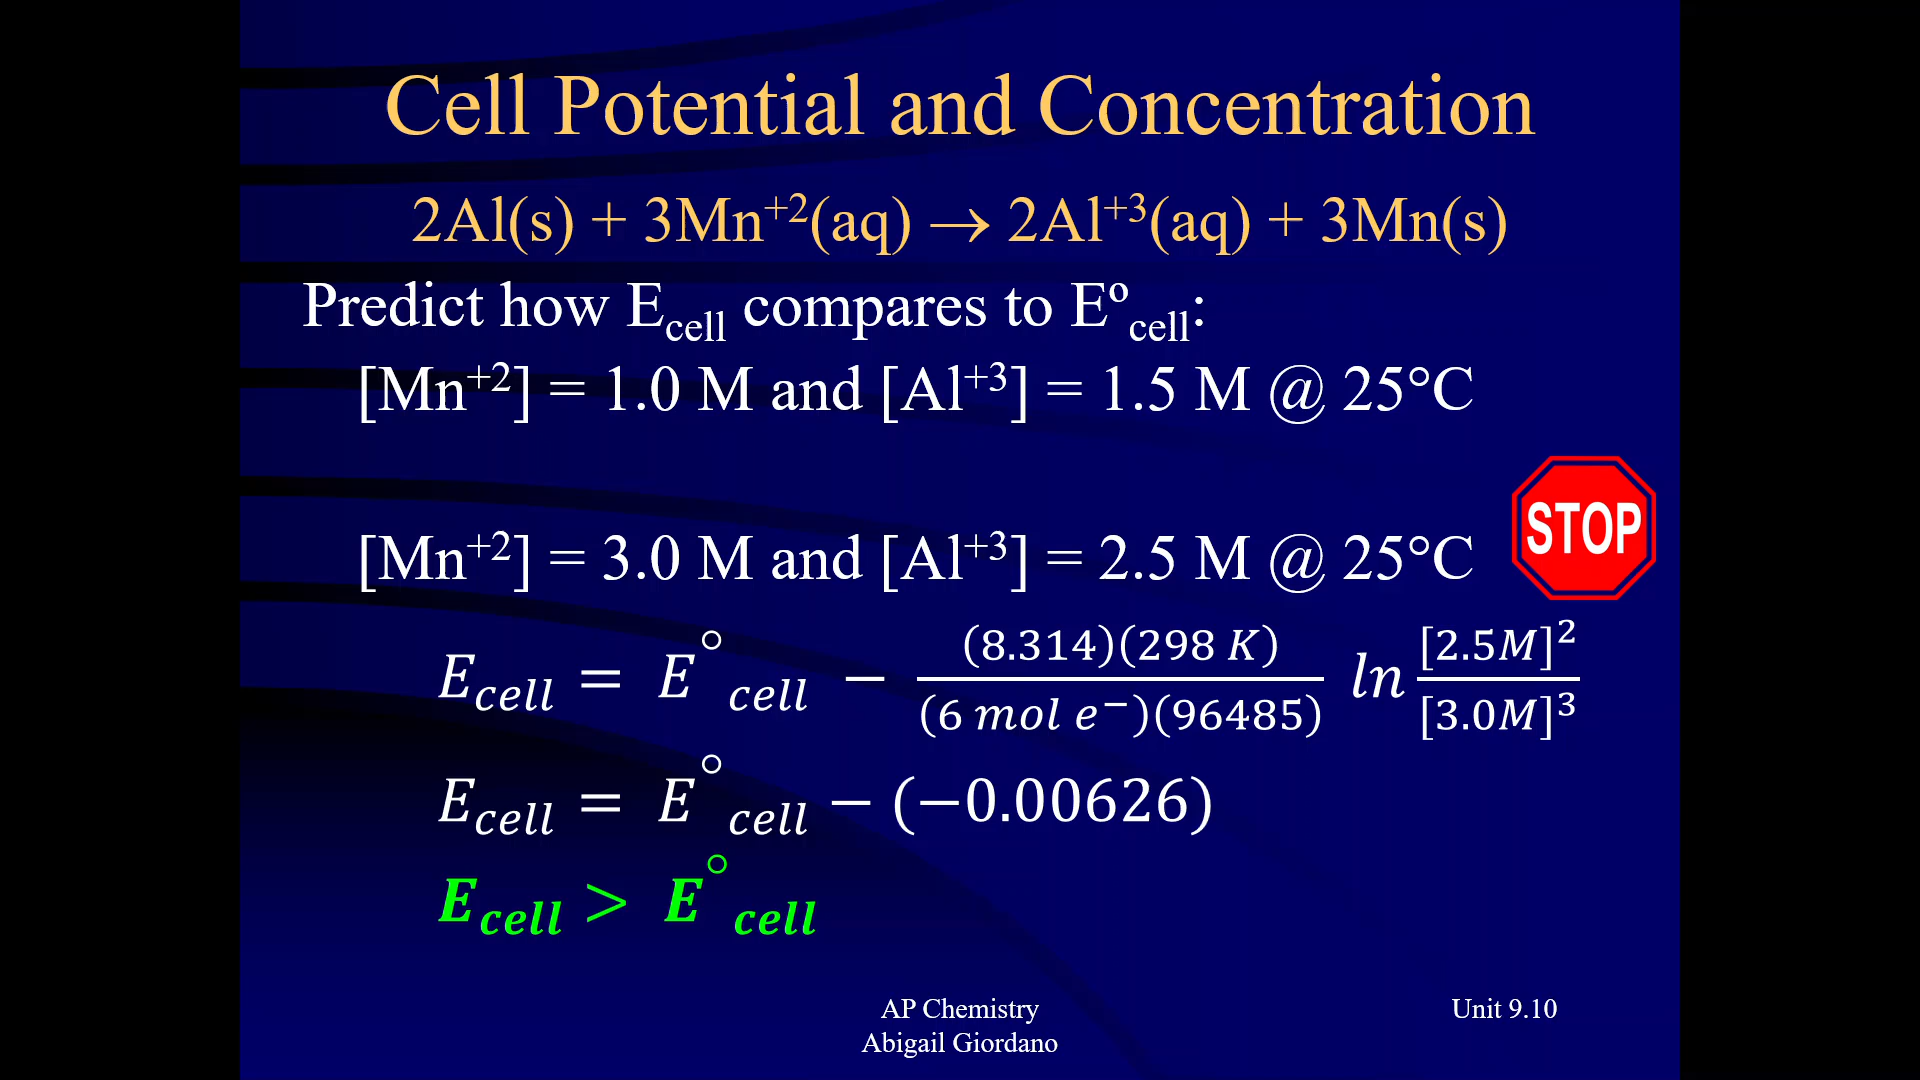 Cell Potential and Concentration
2Al(s) + 3Mn⁺²(aq) → 2Al⁺³(aq) + 3Mn(s)
Predict how E_cell compares to Eº_cell:
[Mn⁺²] = 1.0 M and [Al⁺³] = 1.5 M @ 25°C
[Mn⁺²] = 3.0 M and [Al⁺³] = 2.5 M @ 25°C
STOP
E_cell = E°_cell − (8.314)(298 K)/(6 mol e⁻)(96485) ln [2.5M]²/[3.0M]³
E_cell = E°_cell − (−0.00626)
E_cell > E°_cell
AP Chemistry
Abigail Giordano
Unit 9.10